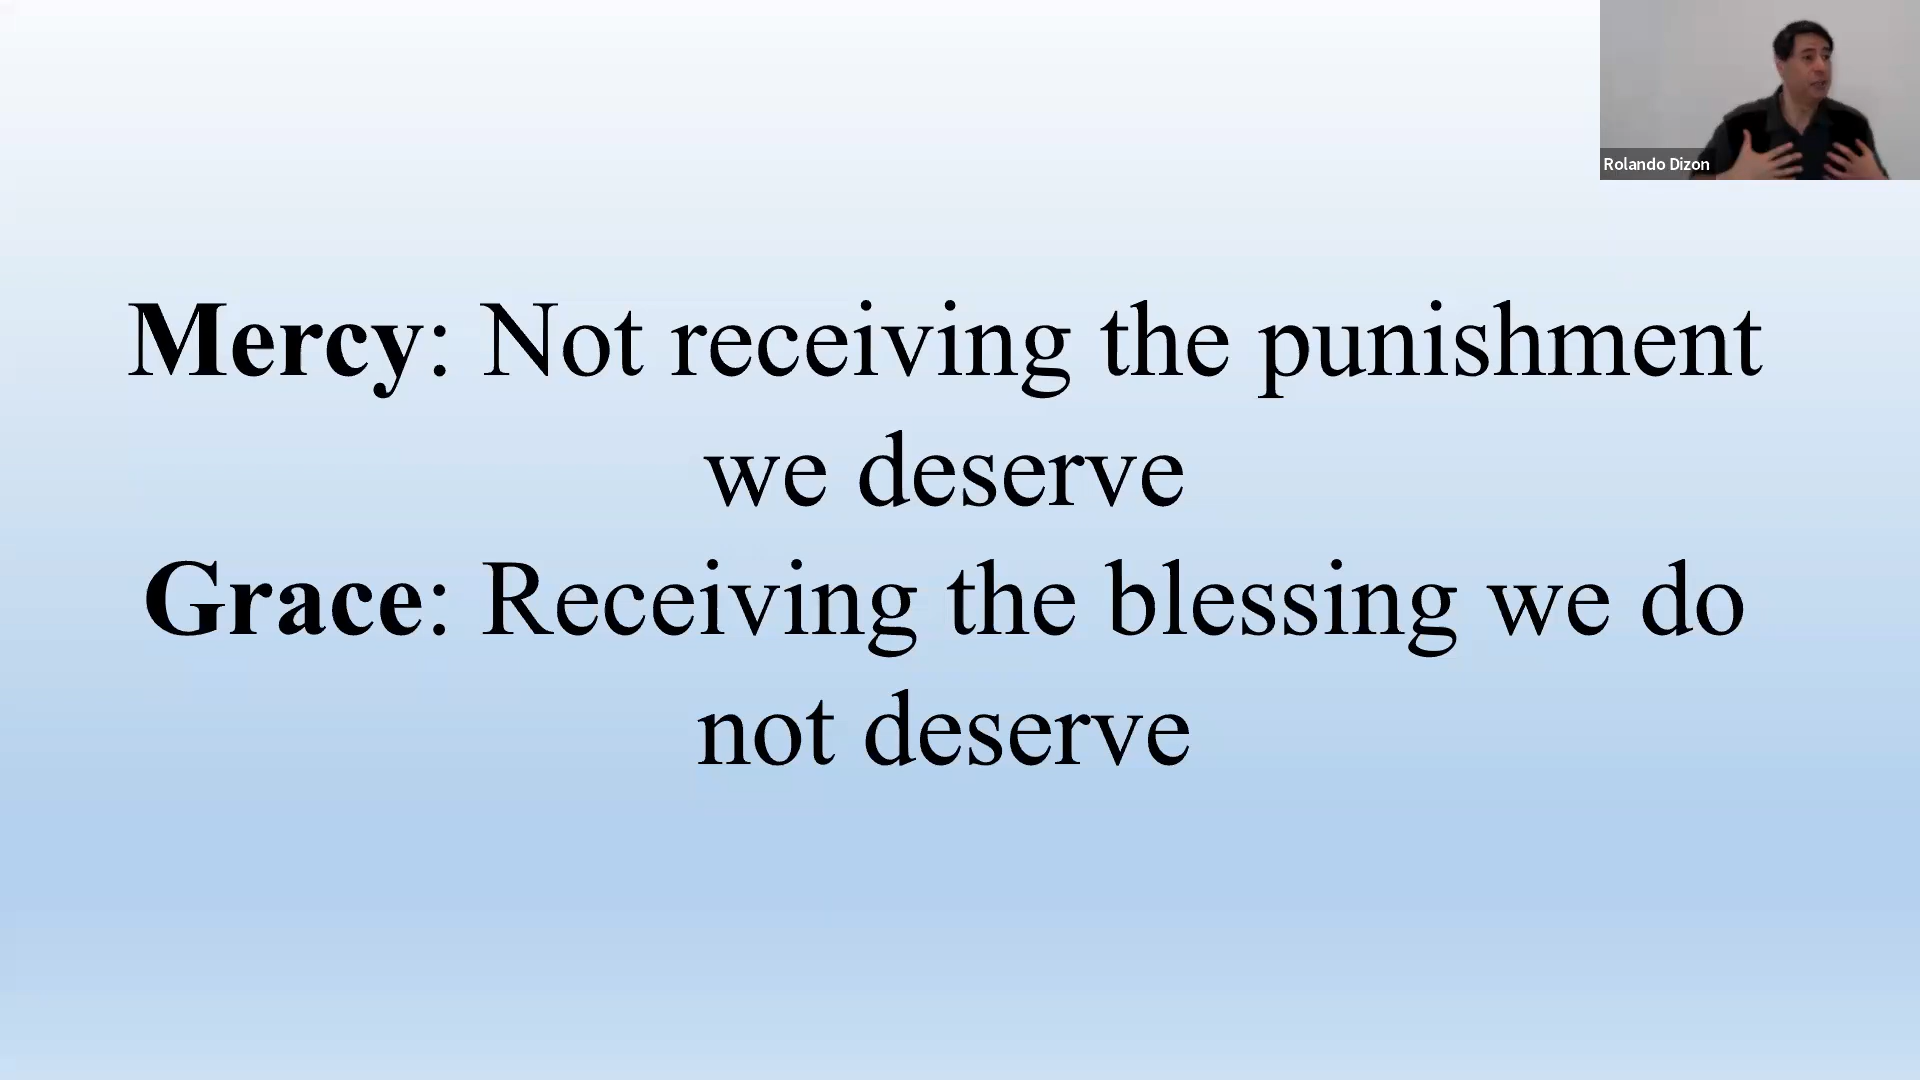 Rolando Dizon
Mercy: Not receiving the punishment
we deserve
Grace: Receiving the blessing we do
not deserve